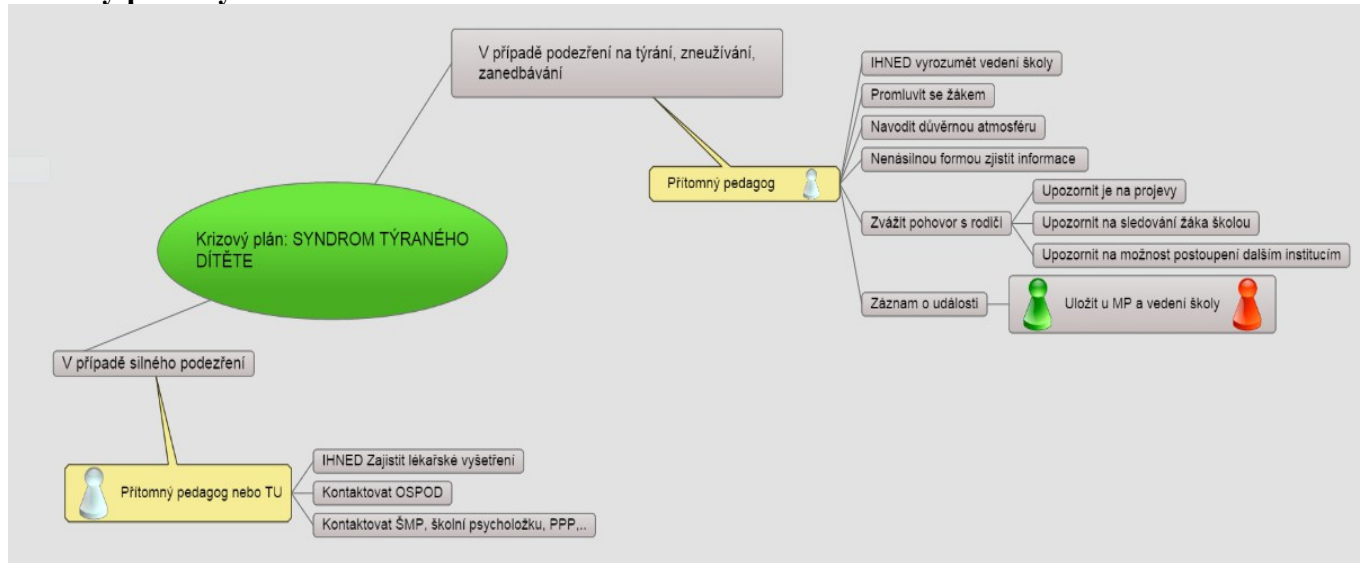 V případě podezření na týrání, zneužívání,
zanedbávání
IHNED vyrozumět vedení školy
Promluvit se žákem
Navodit důvěrnou atmosféru
Nenásilnou formou zjistit informace
Přítomný pedagog
Zvážit pohovor s rodiči
Upozornit je na projevy
Upozornit na sledování žáka školou
Upozornit na možnost postoupení dalším institucím
Záznam o události
Uložit u MP a vedení školy
Krizový plán: SYNDROM TÝRANÉHO
DÍTĚTE
V případě silného podezření
Přítomný pedagog nebo TU
IHNED Zajistit lékařské vyšetření
Kontaktovat OSPOD
Kontaktovat ŠMP, školní psycholožku, PPP,..